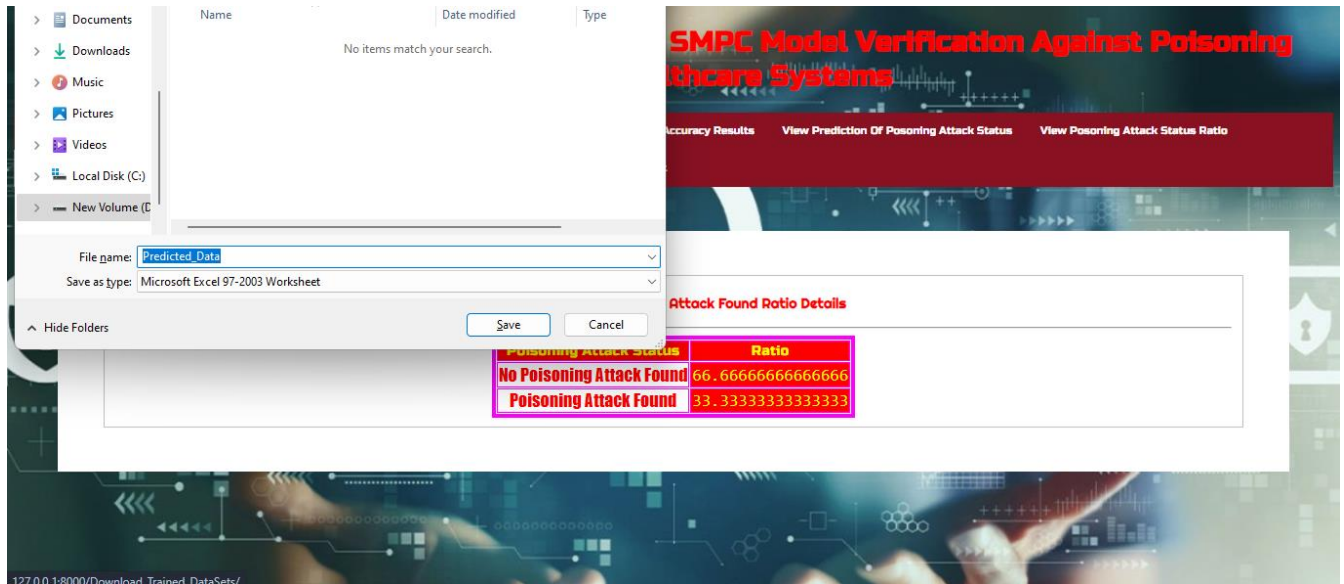 Documents
Downloads
Music
Pictures
Videos
Local Disk (C:)
New Volume (D
Name Date modified Type
No items match your search.
File name: Predicted_Data
Save as type: Microsoft Excel 97-2003 Worksheet
Hide Folders
Save Cancel
SMPC Model Verification Against Poisoning
lthcare Systems
Accuracy Results View Prediction Of Posoning Attack Status View Posoning Attack Status Ratio
Attack Found Ratio Details
Poisoning Attack Status Ratio
No Poisoning Attack Found 66.66666666666666
Poisoning Attack Found 33.33333333333333
127.0.0.1:8000/Download_Trained_DataSets/